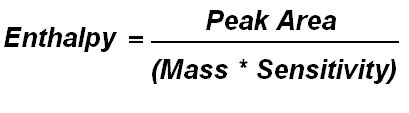 Peak Area
Enthalpy =
(Mass * Sensitivity)